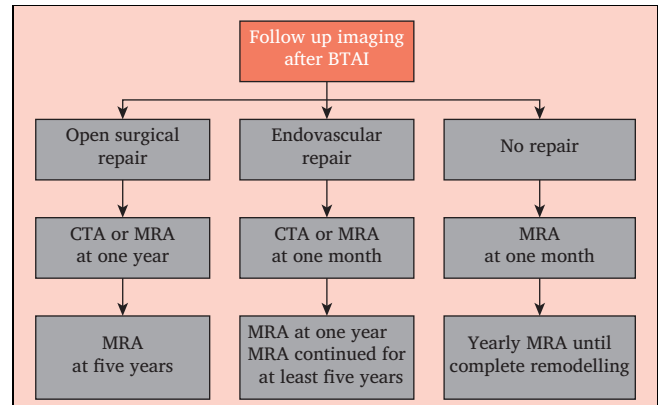 Follow up imaging
after BTAI
Open surgical
repair
Endovascular
repair
No repair
CTA or MRA
at one year
CTA or MRA
at one month
MRA
at one month
MRA
at five years
MRA at one year
MRA continued for
at least five years
Yearly MRA until
complete remodelling